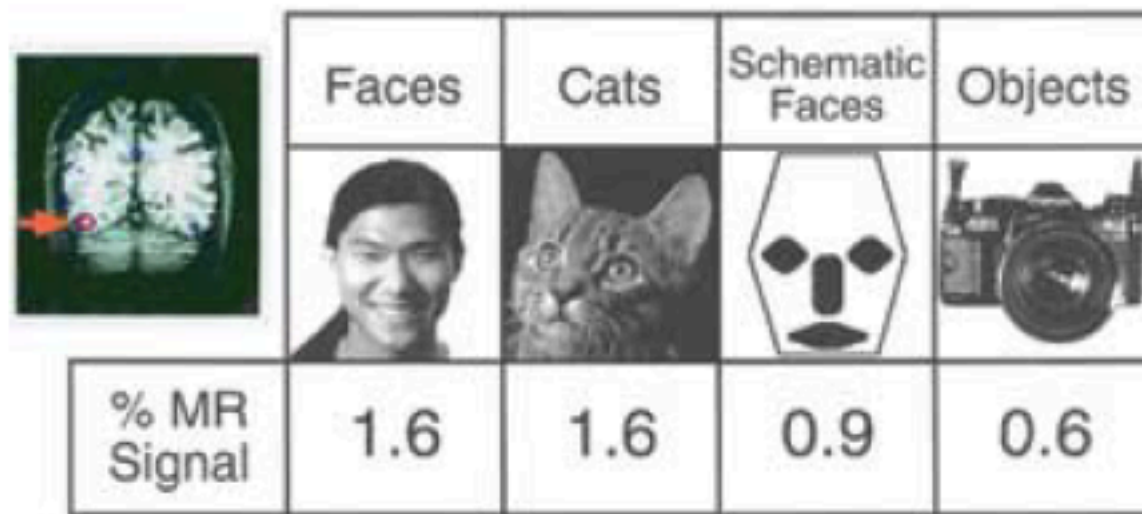 Faces
Cats
Schematic
Faces
Objects
% MR
Signal
1.6
1.6
0.9
0.6